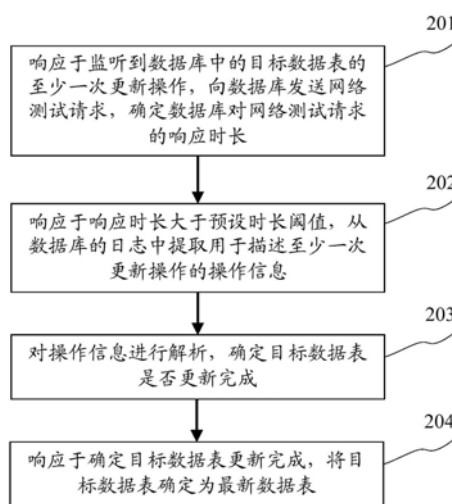 201
响应于监听到数据库中的目标数据表的
至少一次更新操作，向数据库发送网络
测试请求，确定数据库对网络测试请求
的响应时长
202
响应于响应时长大于预设时长阈值，从
数据库的日志中提取用于描述至少一次
更新操作的操作信息
203
对操作信息进行解析，确定目标数据表
是否更新完成
204
响应于确定目标数据表更新完成，将目
标数据表确定为最新数据表